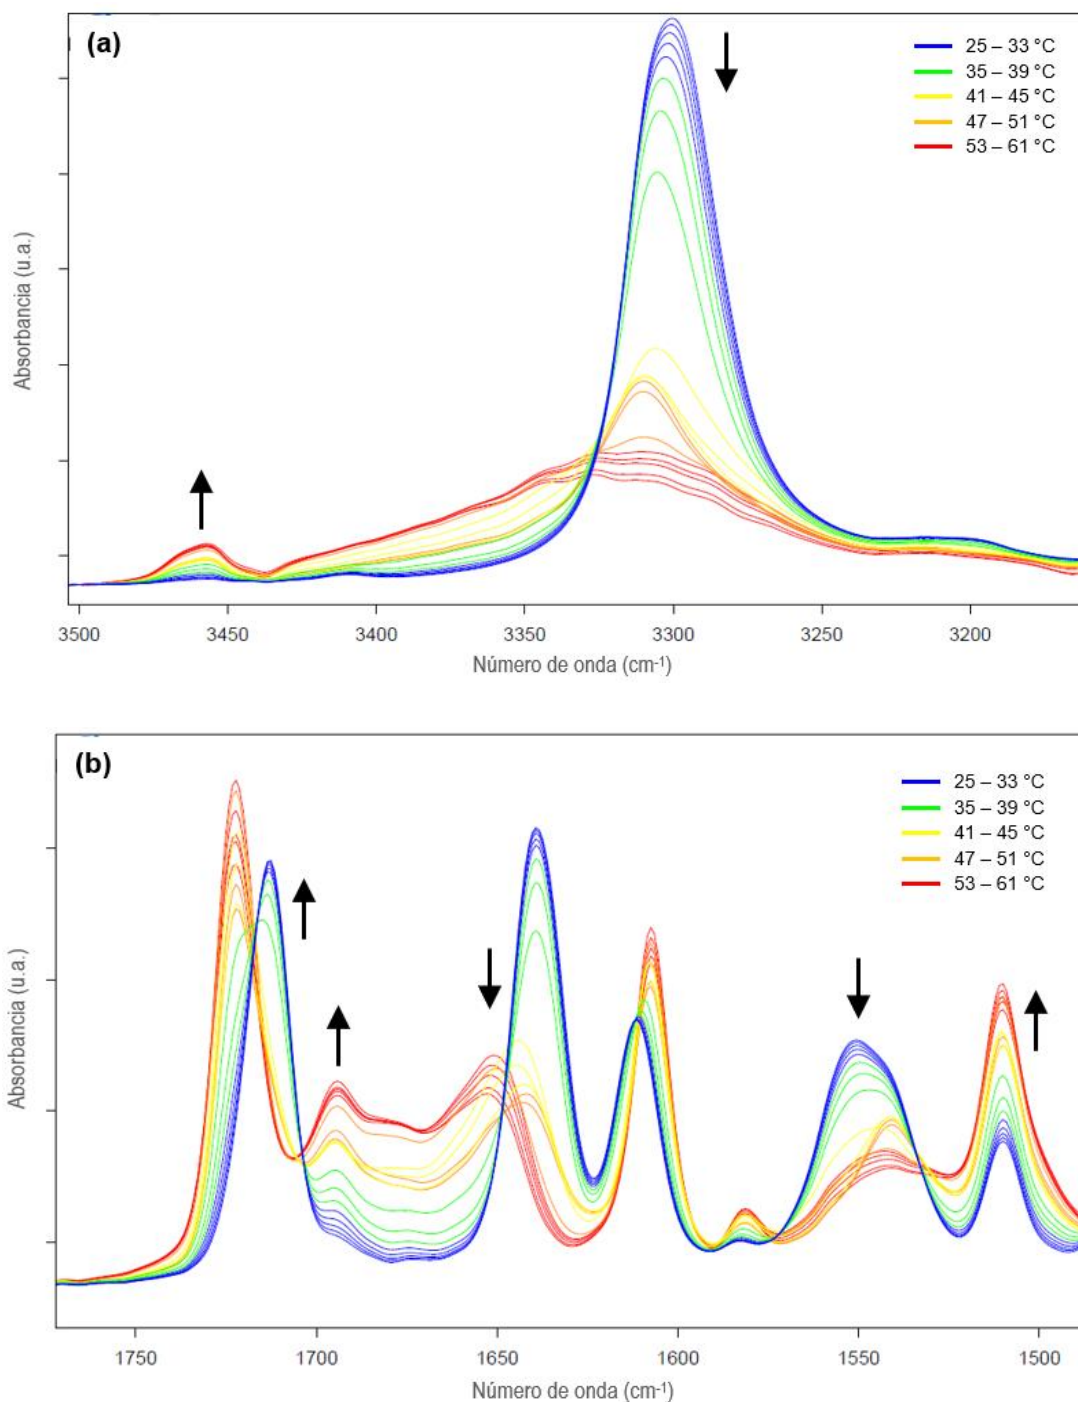 (a)
25 – 33 °C
35 – 39 °C
41 – 45 °C
47 – 51 °C
53 – 61 °C
Absorbancia (u.a.)
3500 3450 3400 3350 3300 3250 3200
Número de onda (cm⁻¹)
(b)
25 – 33 °C
35 – 39 °C
41 – 45 °C
47 – 51 °C
53 – 61 °C
Absorbancia (u.a.)
1750 1700 1650 1600 1550 1500
Número de onda (cm⁻¹)